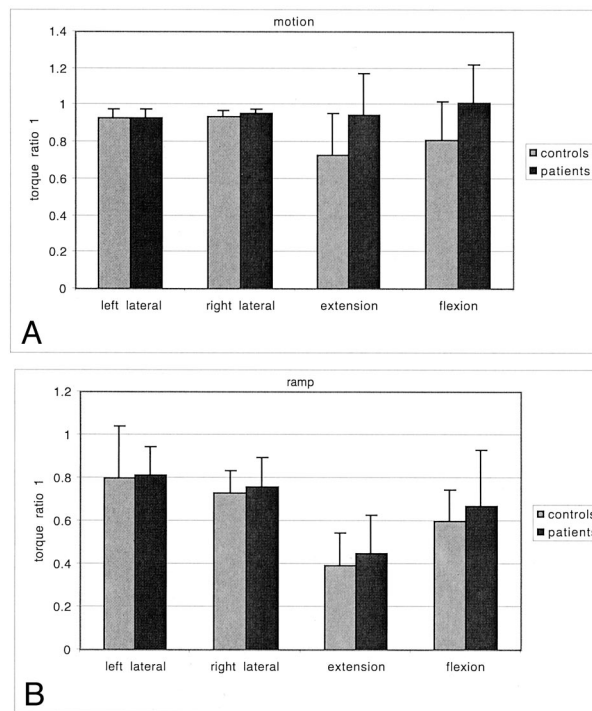 motion
1.4
1.2
1
0.8
0.6
0.4
0.2
0
torque ratio 1
left lateral right lateral extension flexion
controls
patients
A
ramp
1.2
1
0.8
0.6
0.4
0.2
0
torque ratio 1
left lateral right lateral extension flexion
controls
patients
B